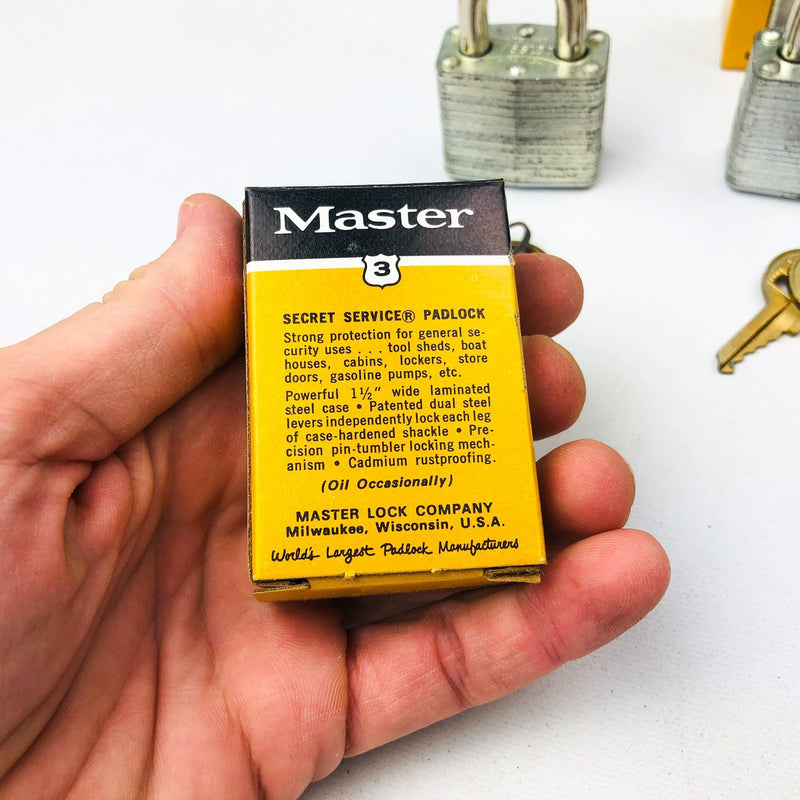 Master
3
SECRET SERVICE® PADLOCK
Strong protection for general se-
curity uses . . . tool sheds, boat
houses, cabins, lockers, store
doors, gasoline pumps, etc.
Powerful 1½" wide laminated
steel case • Patented dual steel
levers independently lock each leg
of case-hardened shackle • Pre-
cision pin-tumbler locking mech-
anism • Cadmium rustproofing.
(Oil Occasionally)
MASTER LOCK COMPANY
Milwaukee, Wisconsin, U.S.A.
World's Largest Padlock Manufacturers